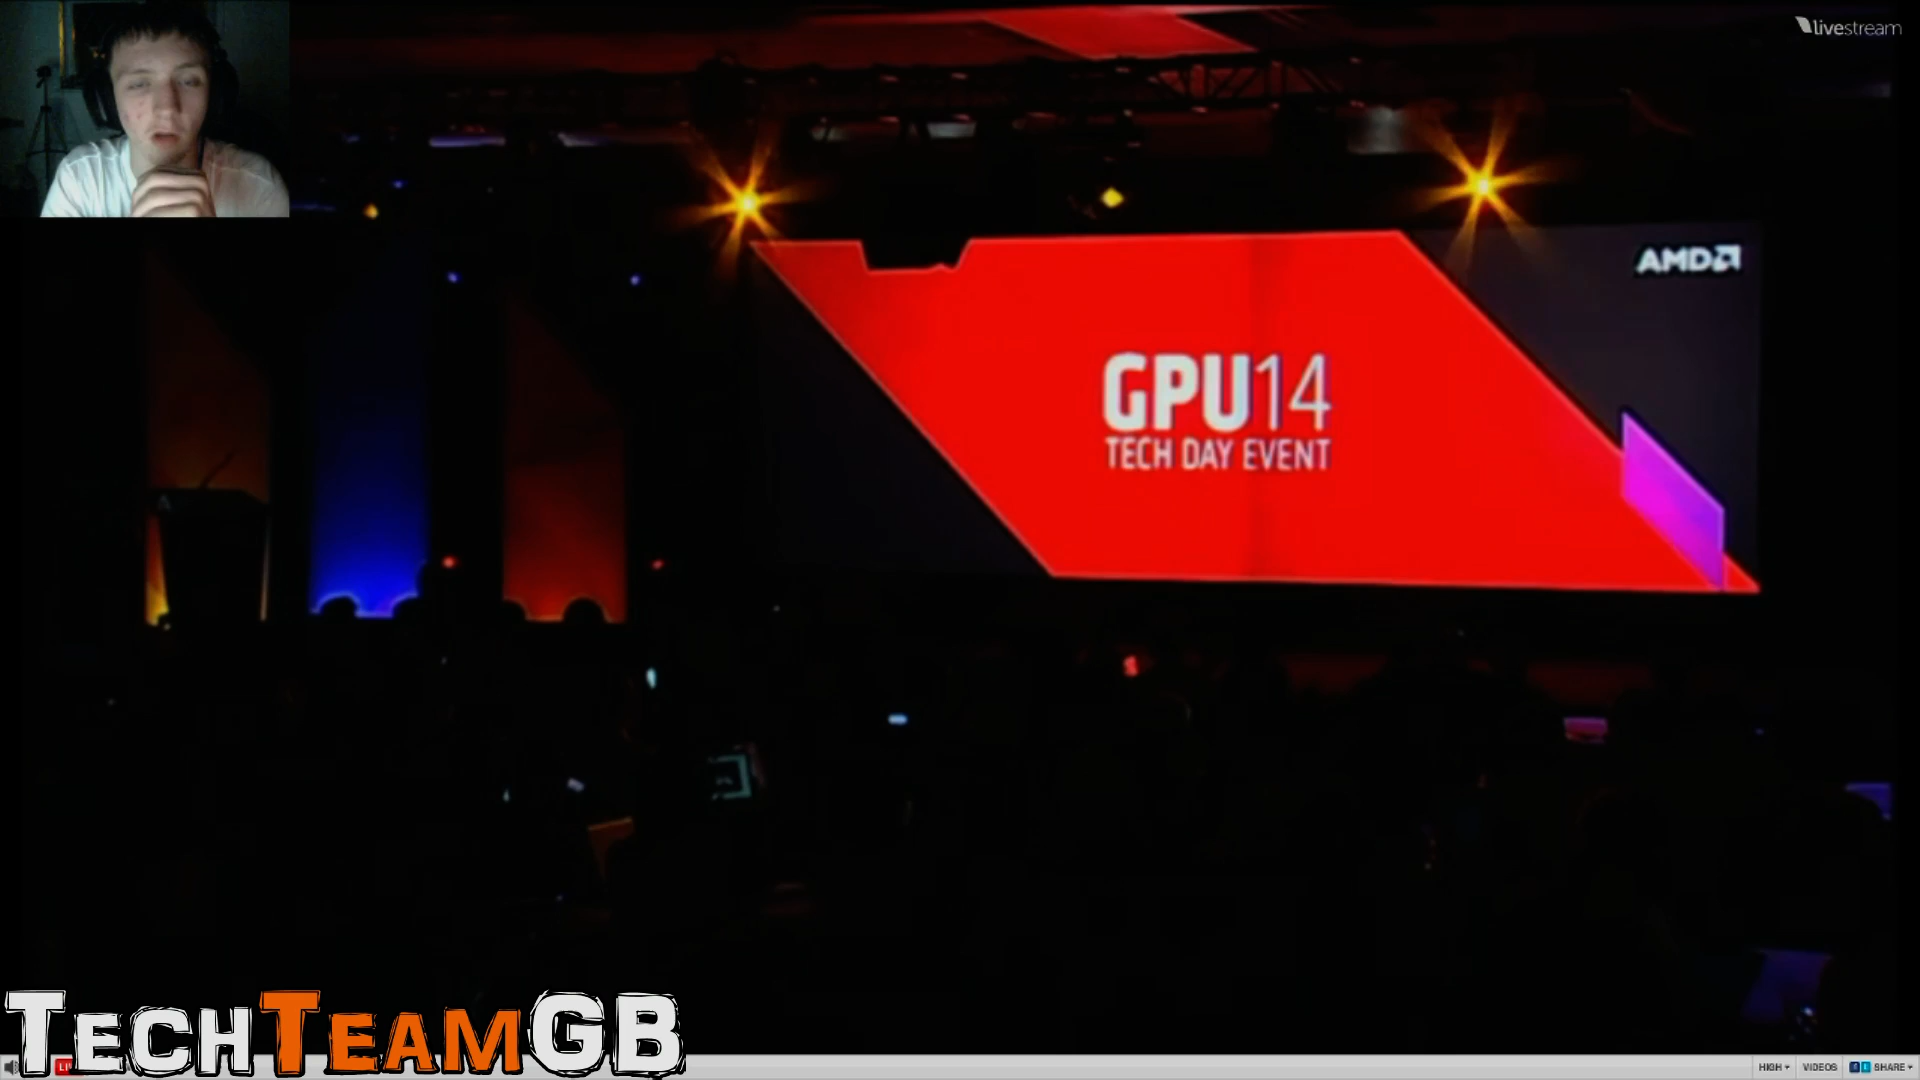 livestream
AMD
GPU14
TECH DAY EVENT
TECHTEAMGB
HIGH
VIDEOS
SHARE